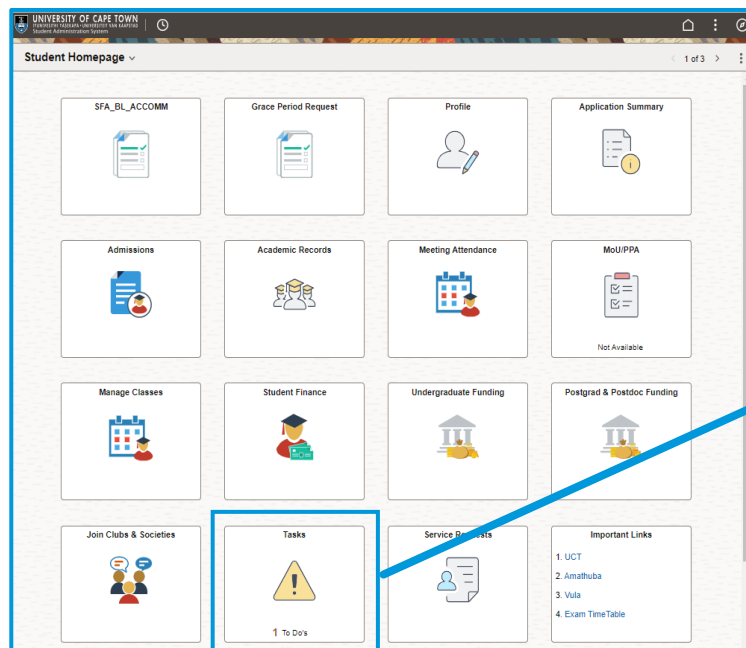 UNIVERSITY OF CAPE TOWN
IYUNIVESITHI YASEKAPA • UNIVERSITEIT VAN KAAPSTAD
Student Administration System
Student Homepage
1 of 3
SFA_BL_ACCOMM
Grace Period Request
Profile
Application Summary
Admissions
Academic Records
Meeting Attendance
MoU/PPA
Not Available
Manage Classes
Student Finance
Undergraduate Funding
Postgrad & Postdoc Funding
Join Clubs & Societies
Tasks
1 To Do's
Service
Important Links
1. UCT
2. Amathuba
3. Vula
4. Exam TimeTable